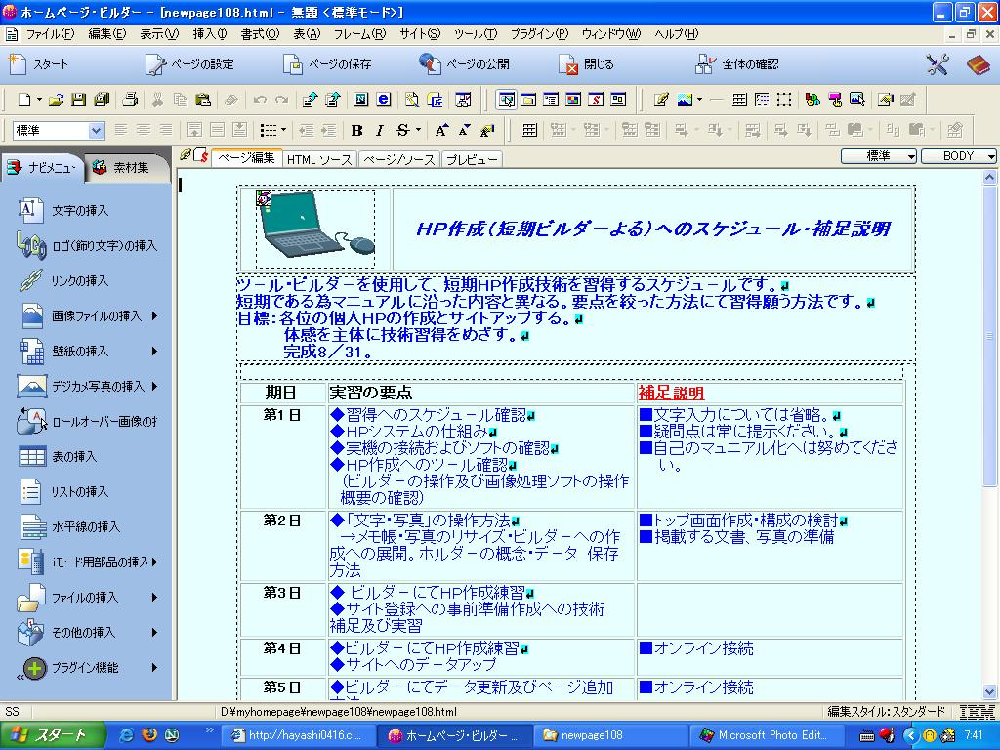 ホームページ・ビルダー - [newpage108.html - 無題 <標準モード>]
ファイル(F) 編集(E) 表示(V) 挿入(I) 書式(O) 表(A) フレーム(R) サイト(S) ツール(T) プラグイン(P) ウィンドウ(W) ヘルプ(H)
スタート ページの設定 ページの保存 ページの公開 閉じる 全体の確認
標準 B I S A A
ナビメニュー 素材集 ページ編集 HTML ソース ページ/ソース プレビュー 標準 BODY
文字の挿入
ロゴ(飾り文字)の挿入
リンクの挿入
画像ファイルの挿入
壁紙の挿入
デジカメ写真の挿入
ロールオーバー画像のﾎ
表の挿入
リストの挿入
水平線の挿入
iモード用部品の挿入
ファイルの挿入
その他の挿入
プラグイン機能
HP作成(短期ビルダーよる)へのスケジュール・補足説明
ツール・ビルダーを使用して、短期HP作成技術を習得するスケジュールです。
短期である為マニュアルに沿った内容と異なる。要点を絞った方法にて習得願う方法です。
目標:各位の個人HPの作成とサイトアップする。
体感を主体に技術習得をめざす。
完成8/31。
期日 実習の要点 補足説明
第1日 ◆習得へのスケジュール確認 ■文字入力については省略。
◆HPシステムの仕組み ■疑問点は常に提示ください。
◆実機の接続およびソフトの確認 ■自己のマュニアル化へは努めてくださ
◆HP作成へのツール確認 い。
(ビルダーの操作及び画像処理ソフトの操作
概要の確認)
第2日 ◆「文字・写真」の操作方法 ■トップ画面作成・構成の検討
→メモ帳・写真のリサイズ・ビルダーへの作 ■掲載する文書、写真の準備
成への展開。ホルダーの概念・データ 保存
方法
第3日 ◆ ビルダーにてHP作成練習
◆サイト登録への事前準備作成への技術
補足及び実習
第4日 ◆ビルダーにてHP作成練習 ■オンライン接続
◆サイトへのデータアップ
第5日 ◆ビルダーにてデータ更新及びページ追加 ■オンライン接続
SS D:¥myhomepage¥newpage108¥newpage108.html 編集スタイル:スタンダード IBM
スタート http://hayashi0416.cl... ホームページ・ビルダー ... newpage108 Microsoft Photo Edit... 7:41